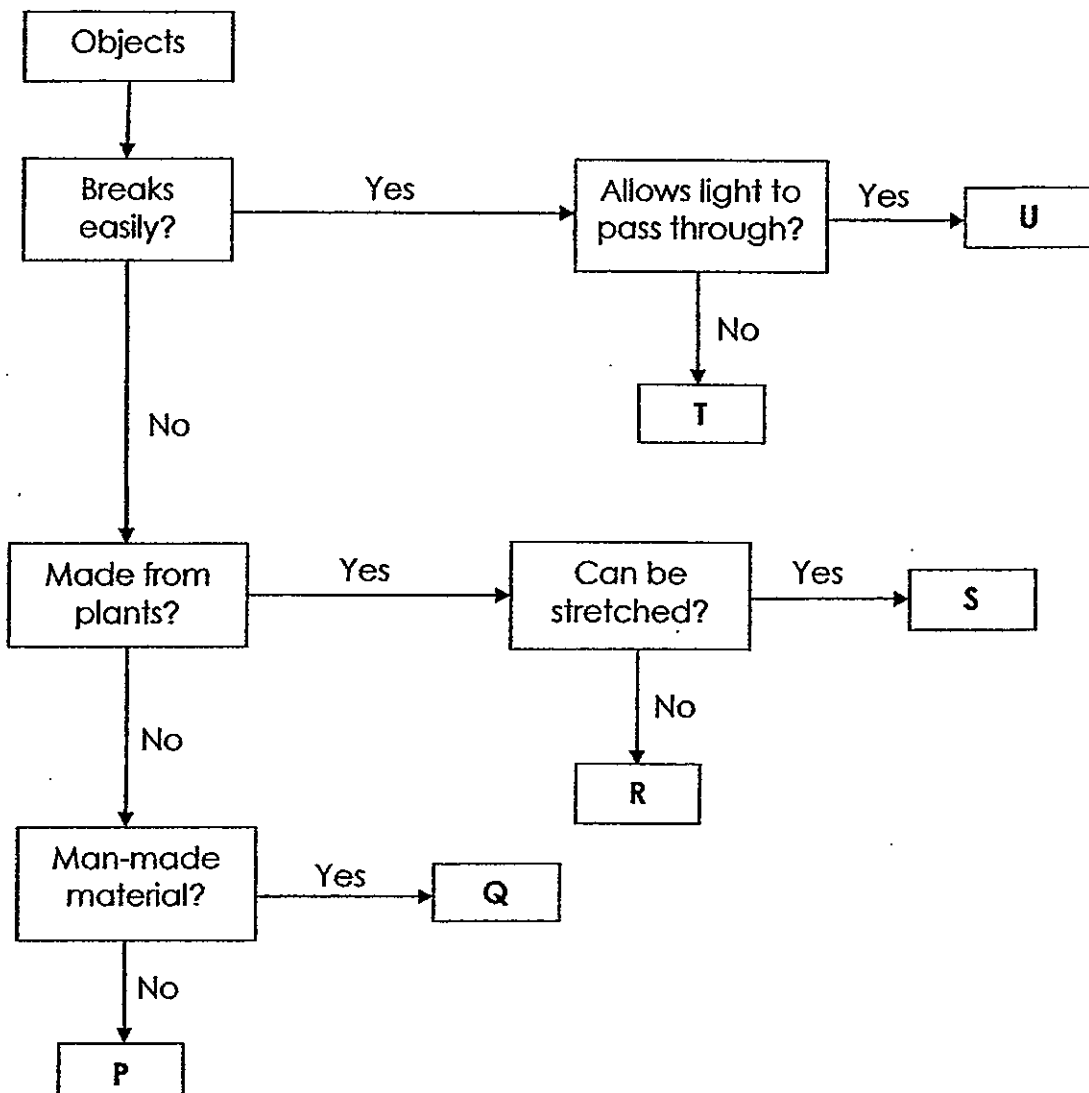 Objects
Breaks
easily?
Yes
Allows light to
pass through?
Yes
U
No
T
No
Made from
plants?
Yes
Can be
stretched?
Yes
S
No
R
No
Man-made
material?
Yes
Q
No
P